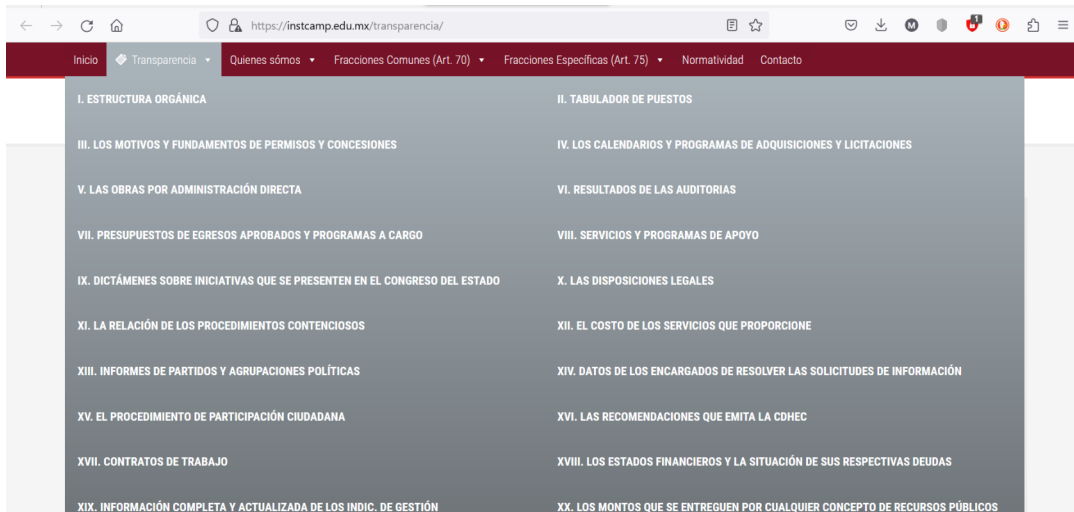 https://instcamp.edu.mx/transparencia/
Inicio Transparencia Quienes sómos Fracciones Comunes (Art. 70) Fracciones Específicas (Art. 75) Normatividad Contacto
I. ESTRUCTURA ORGÁNICA II. TABULADOR DE PUESTOS
III. LOS MOTIVOS Y FUNDAMENTOS DE PERMISOS Y CONCESIONES IV. LOS CALENDARIOS Y PROGRAMAS DE ADQUISICIONES Y LICITACIONES
V. LAS OBRAS POR ADMINISTRACIÓN DIRECTA VI. RESULTADOS DE LAS AUDITORIAS
VII. PRESUPUESTOS DE EGRESOS APROBADOS Y PROGRAMAS A CARGO VIII. SERVICIOS Y PROGRAMAS DE APOYO
IX. DICTÁMENES SOBRE INICIATIVAS QUE SE PRESENTEN EN EL CONGRESO DEL ESTADO X. LAS DISPOSICIONES LEGALES
XI. LA RELACIÓN DE LOS PROCEDIMIENTOS CONTENCIOSOS XII. EL COSTO DE LOS SERVICIOS QUE PROPORCIONE
XIII. INFORMES DE PARTIDOS Y AGRUPACIONES POLÍTICAS XIV. DATOS DE LOS ENCARGADOS DE RESOLVER LAS SOLICITUDES DE INFORMACIÓN
XV. EL PROCEDIMIENTO DE PARTICIPACIÓN CIUDADANA XVI. LAS RECOMENDACIONES QUE EMITA LA CDHEC
XVII. CONTRATOS DE TRABAJO XVIII. LOS ESTADOS FINANCIEROS Y LA SITUACIÓN DE SUS RESPECTIVAS DEUDAS
XIX. INFORMACIÓN COMPLETA Y ACTUALIZADA DE LOS INDIC. DE GESTIÓN XX. LOS MONTOS QUE SE ENTREGUEN POR CUALQUIER CONCEPTO DE RECURSOS PÚBLICOS